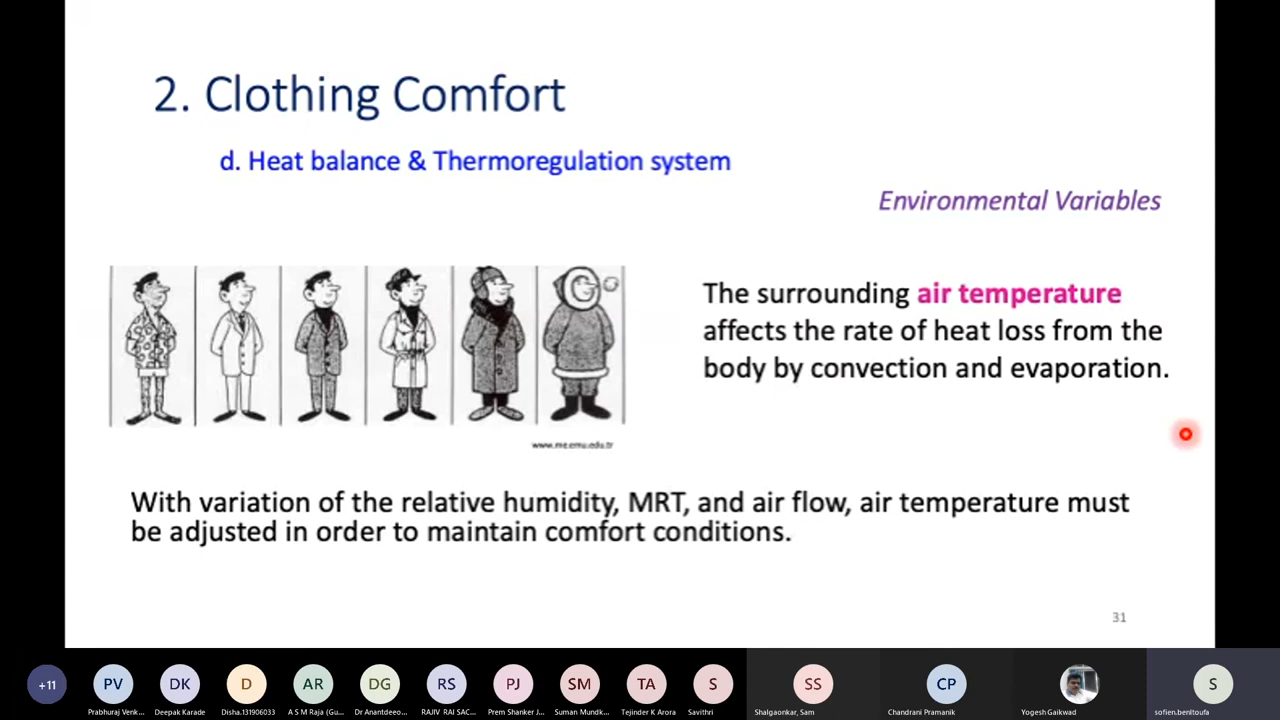 2. Clothing Comfort
d. Heat balance & Thermoregulation system
Environmental Variables
The surrounding air temperature
affects the rate of heat loss from the
body by convection and evaporation.
www.me.emu.edu.tr
With variation of the relative humidity, MRT, and air flow, air temperature must
be adjusted in order to maintain comfort conditions.
31
+11 PV DK D AR DG RS PJ SM TA S SS CP S
Prabhuraj Venk... Deepak Karade Disha.131906033 A S M Raja (Gu... Dr Anantdeeo... RAJIV RAI SAC... Prem Shanker J... Suman Mundk... Tejinder K Arora Savithri Shalgaonkar, Sam Chandrani Pramanik Yogesh Gaikwad sofien.benltoufa